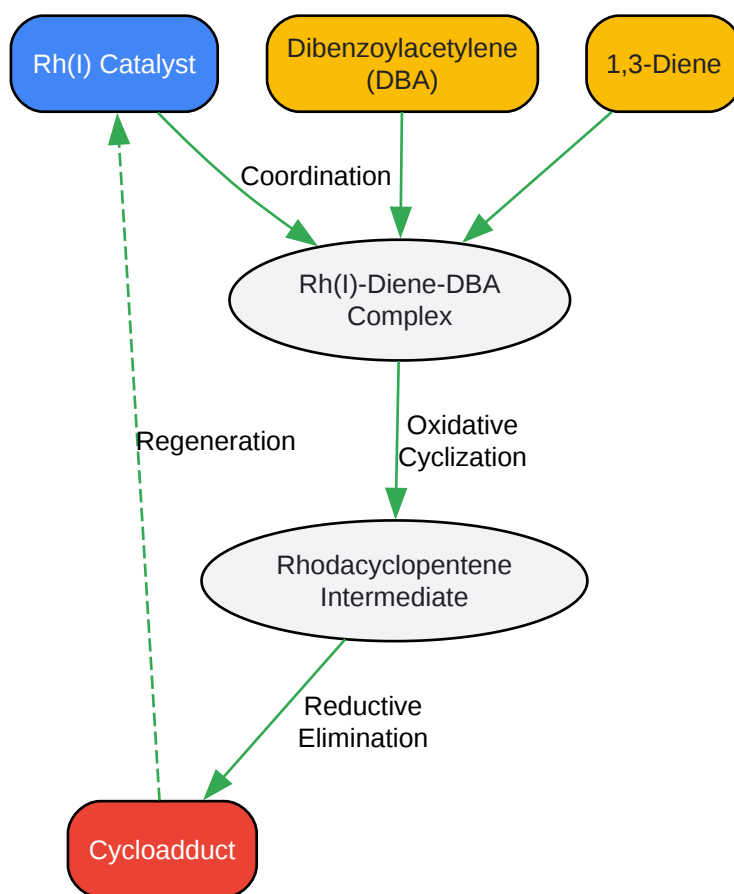 Rh(I) Catalyst
Dibenzoylacetylene
(DBA)
1,3-Diene
Coordination
Rh(I)-Diene-DBA
Complex
Oxidative
Cyclization
Regeneration
Rhodacyclopentene
Intermediate
Reductive
Elimination
Cycloadduct